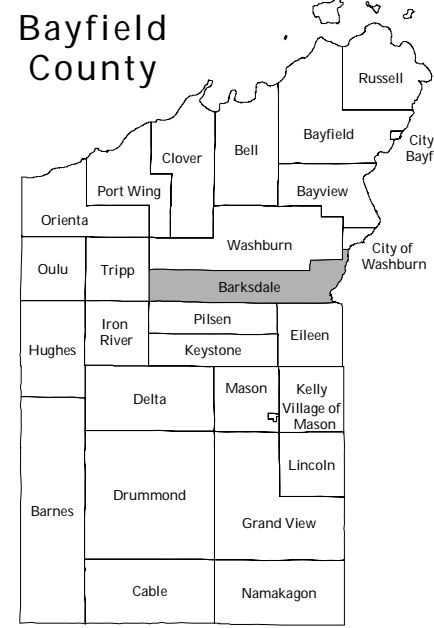 Bayfield
County
Russell
Bayfield
City
Bayf
Clover
Bell
Port Wing
Bayview
Orienta
Washburn
City of
Washburn
Oulu
Tripp
Barksdale
Pilsen
Iron
River
Eileen
Hughes
Keystone
Mason
Kelly
Delta
Village of
Mason
Lincoln
Drummond
Barnes
Grand View
Cable
Namakagon